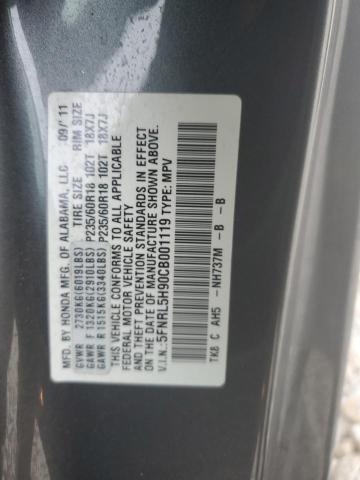 MFD. BY HONDA MFG. OF ALABAMA, LLC 09/'11
GVWR 2730KG(6019LBS) TIRE SIZE RIM SIZE
GAWR F 1320KG(2910LBS) P235/60R18 102T 18X7J
GAWR R 1515KG(3340LBS) P235/60R18 102T 18X7J
THIS VEHICLE CONFORMS TO ALL APPLICABLE
FEDERAL MOTOR VEHICLE SAFETY
AND THEFT PREVENTION STANDARDS IN EFFECT
ON THE DATE OF MANUFACTURE SHOWN ABOVE.
V.I.N.: 5FNRL5H90CB001119 TYPE: MPV
TK8 C AH5 -NH737M -B -B